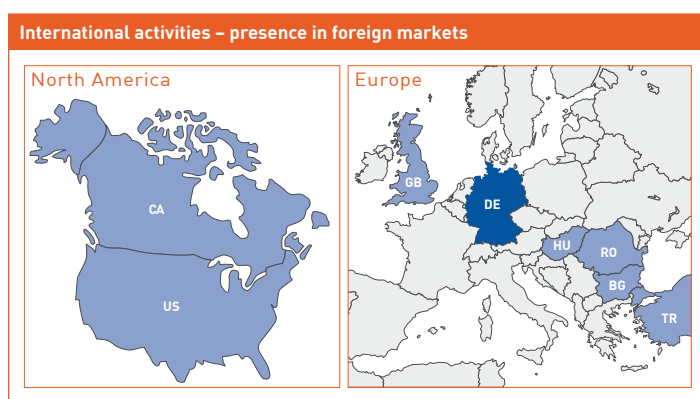 International activities – presence in foreign markets
North America
Europe
CA
US
GB
DE
HU
RO
BG
TR